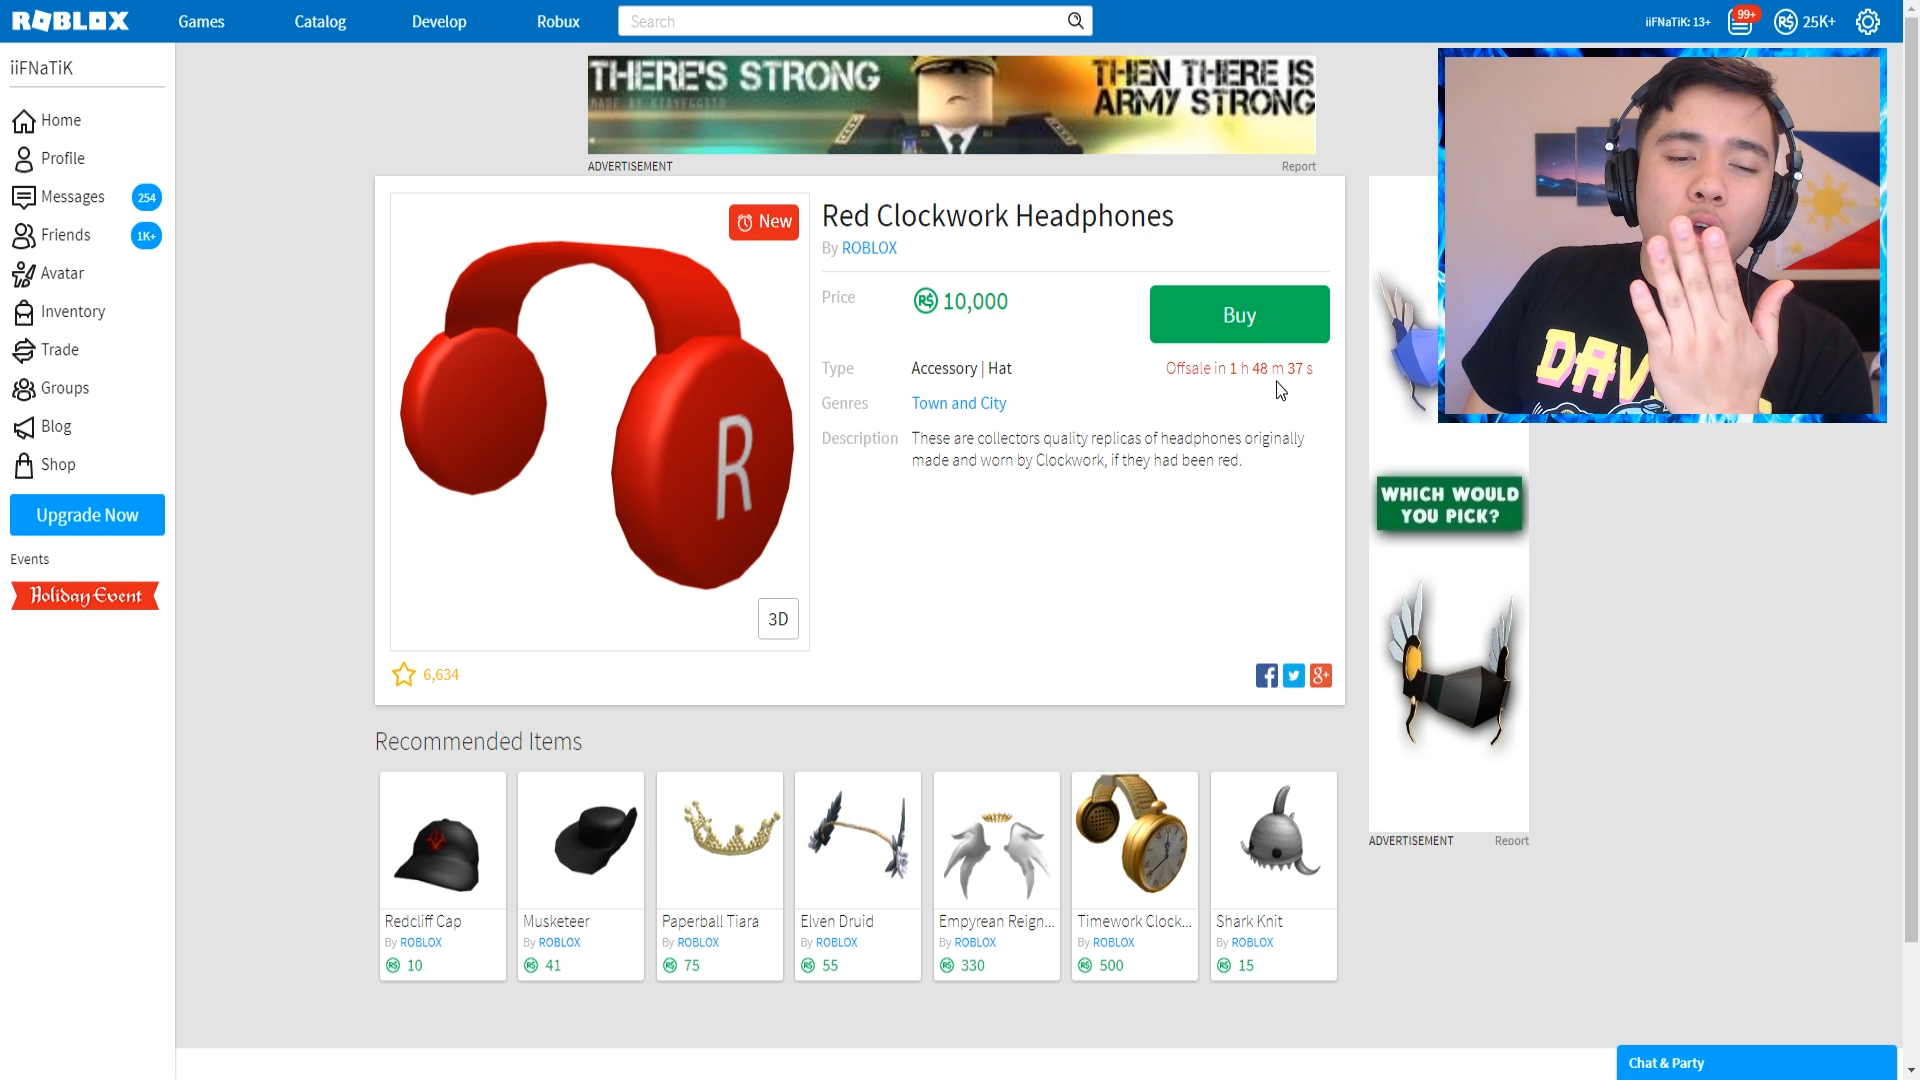 ROBLOX
Games
Catalog
Develop
Robux
Search
iiFNaTiK: 13+
99+
R$ 25K+
iiFNaTiK
Home
Profile
Messages
254
Friends
1K+
Avatar
Inventory
Trade
Groups
Blog
Shop
Upgrade Now
Events
Holiday Event
THERE'S STRONG
THEN THERE IS
ARMY STRONG
ADVERTISEMENT
Report
New
R
3D
6,634
Red Clockwork Headphones
By ROBLOX
Price
R$ 10,000
Buy
Type
Accessory | Hat
Offsale in 1 h 48 m 37 s
Genres
Town and City
Description
These are collectors quality replicas of headphones originally
made and worn by Clockwork, if they had been red.
WHICH WOULD
YOU PICK?
ADVERTISEMENT
Report
Recommended Items
Redcliff Cap
By ROBLOX
R$ 10
Musketeer
By ROBLOX
R$ 41
Paperball Tiara
By ROBLOX
R$ 75
Elven Druid
By ROBLOX
R$ 55
Empyrean Reign...
By ROBLOX
R$ 330
Timework Clock...
By ROBLOX
R$ 500
Shark Knit
By ROBLOX
R$ 15
Chat & Party